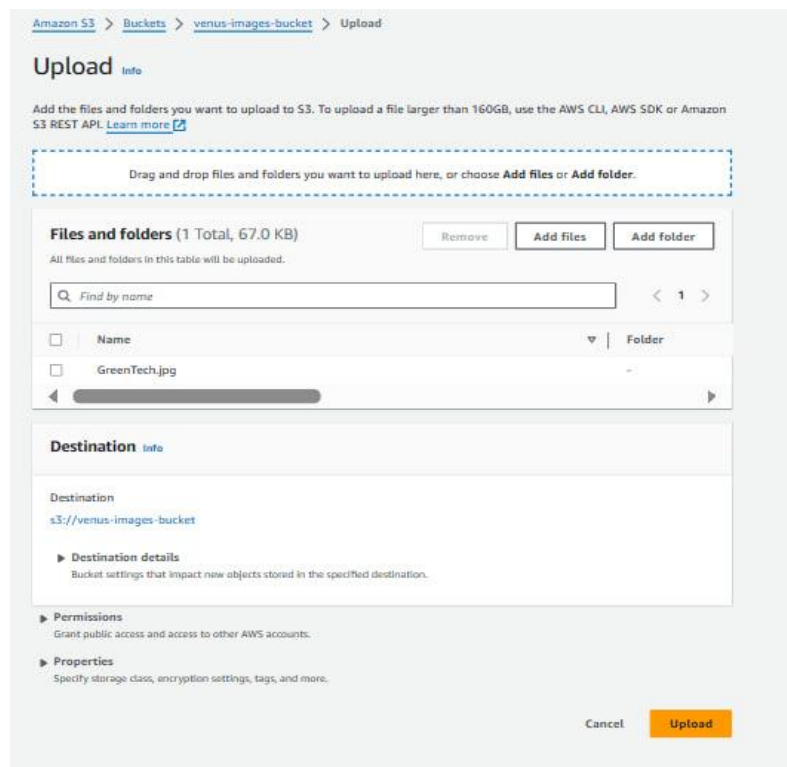 Amazon S3 > Buckets > venus-images-bucket > Upload
Upload Info
Add the files and folders you want to upload to S3. To upload a file larger than 160GB, use the AWS CLI, AWS SDK or Amazon
S3 REST API. Learn more
Drag and drop files and folders you want to upload here, or choose Add files or Add folder.
Files and folders (1 Total, 67.0 KB)
Remove
Add files
Add folder
All files and folders in this table will be uploaded.
Find by name
< 1 >
Name
Folder
GreenTech.jpg
-
Destination Info
Destination
s3://venus-images-bucket
Destination details
Bucket settings that impact new objects stored in the specified destination.
Permissions
Grant public access and access to other AWS accounts.
Properties
Specify storage class, encryption settings, tags, and more.
Cancel
Upload